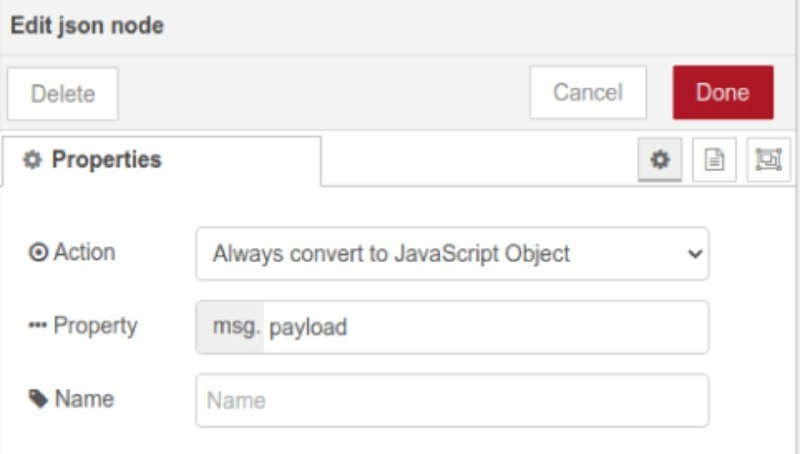 Edit json node
Delete Cancel Done
Properties
Action Always convert to JavaScript Object
Property msg. payload
Name Name